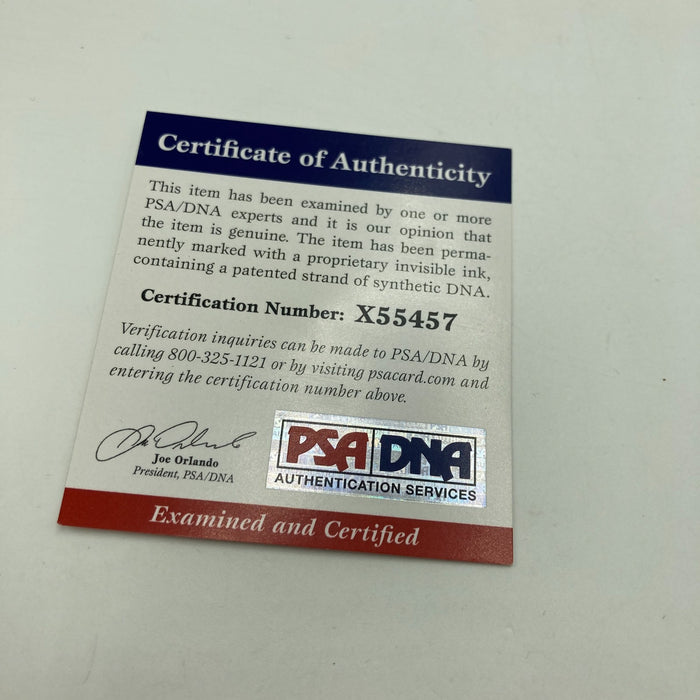 Certificate of Authenticity
This item has been examined by one or more
PSA/DNA experts and it is our opinion that
the item is genuine. The item has been perma-
nently marked with a proprietary invisible ink,
containing a patented strand of synthetic DNA.
Certification Number: X55457
Verification inquiries can be made to PSA/DNA by
calling 800-325-1121 or by visiting psacard.com and
entering the certification number above.
Joe Orlando
President, PSA/DNA
PSA DNA
AUTHENTICATION SERVICES
Examined and Certified